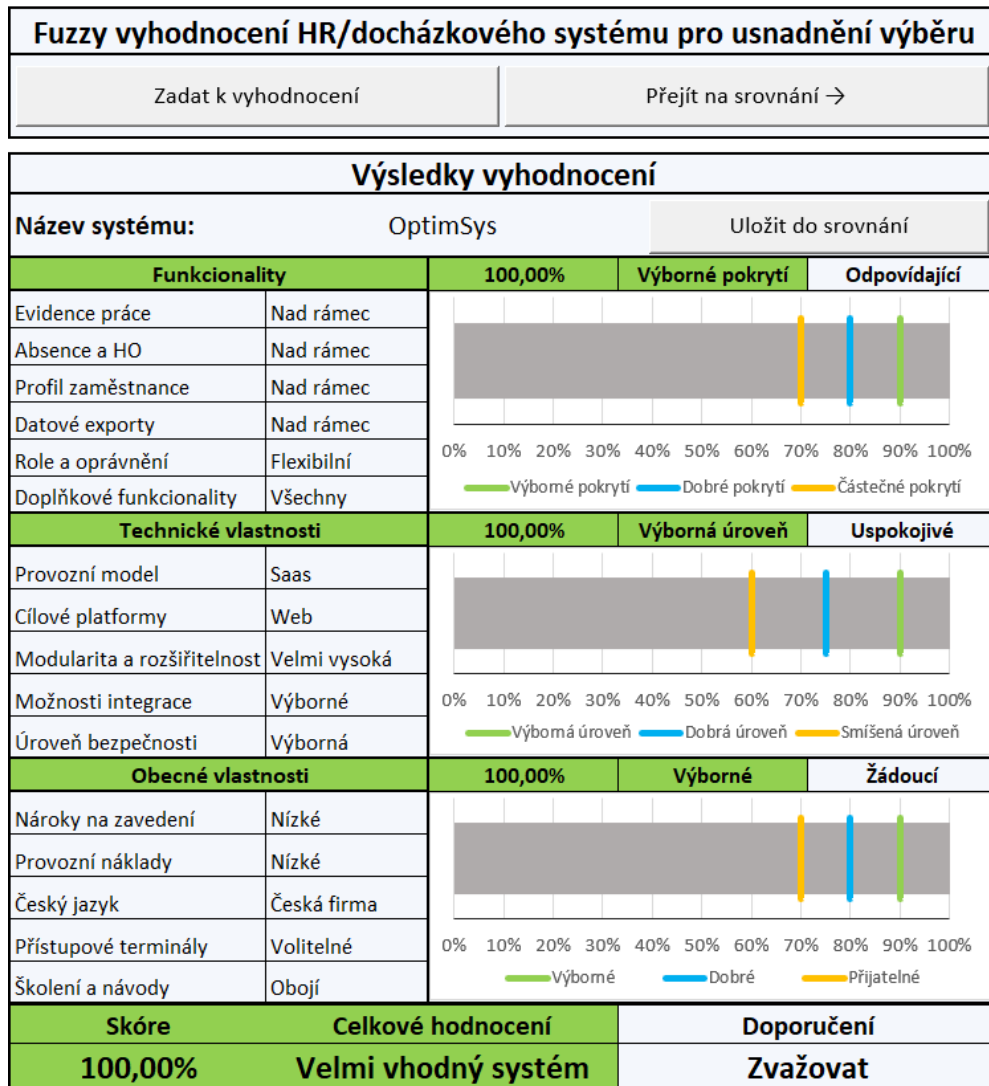 Fuzzy vyhodnocení HR/docházkového systému pro usnadnění výběru
Zadat k vyhodnocení Přejít na srovnání →
Výsledky vyhodnocení
Název systému: OptimSys Uložit do srovnání
Funkcionality 100,00% Výborné pokrytí Odpovídající
Evidence práce Nad rámec
Absence a HO Nad rámec
Profil zaměstnance Nad rámec
Datové exporty Nad rámec
Role a oprávnění Flexibilní
Doplňkové funkcionality Všechny
0% 10% 20% 30% 40% 50% 60% 70% 80% 90% 100%
Výborné pokrytí Dobré pokrytí Částečné pokrytí
Technické vlastnosti 100,00% Výborná úroveň Uspokojivé
Provozní model Saas
Cílové platformy Web
Modularita a rozšiřitelnost Velmi vysoká
Možnosti integrace Výborné
Úroveň bezpečnosti Výborná
0% 10% 20% 30% 40% 50% 60% 70% 80% 90% 100%
Výborná úroveň Dobrá úroveň Smíšená úroveň
Obecné vlastnosti 100,00% Výborné Žádoucí
Nároky na zavedení Nízké
Provozní náklady Nízké
Český jazyk Česká firma
Přístupové terminály Volitelné
Školení a návody Obojí
0% 10% 20% 30% 40% 50% 60% 70% 80% 90% 100%
Výborné Dobré Přijatelné
Skóre Celkové hodnocení Doporučení
100,00% Velmi vhodný systém Zvažovat